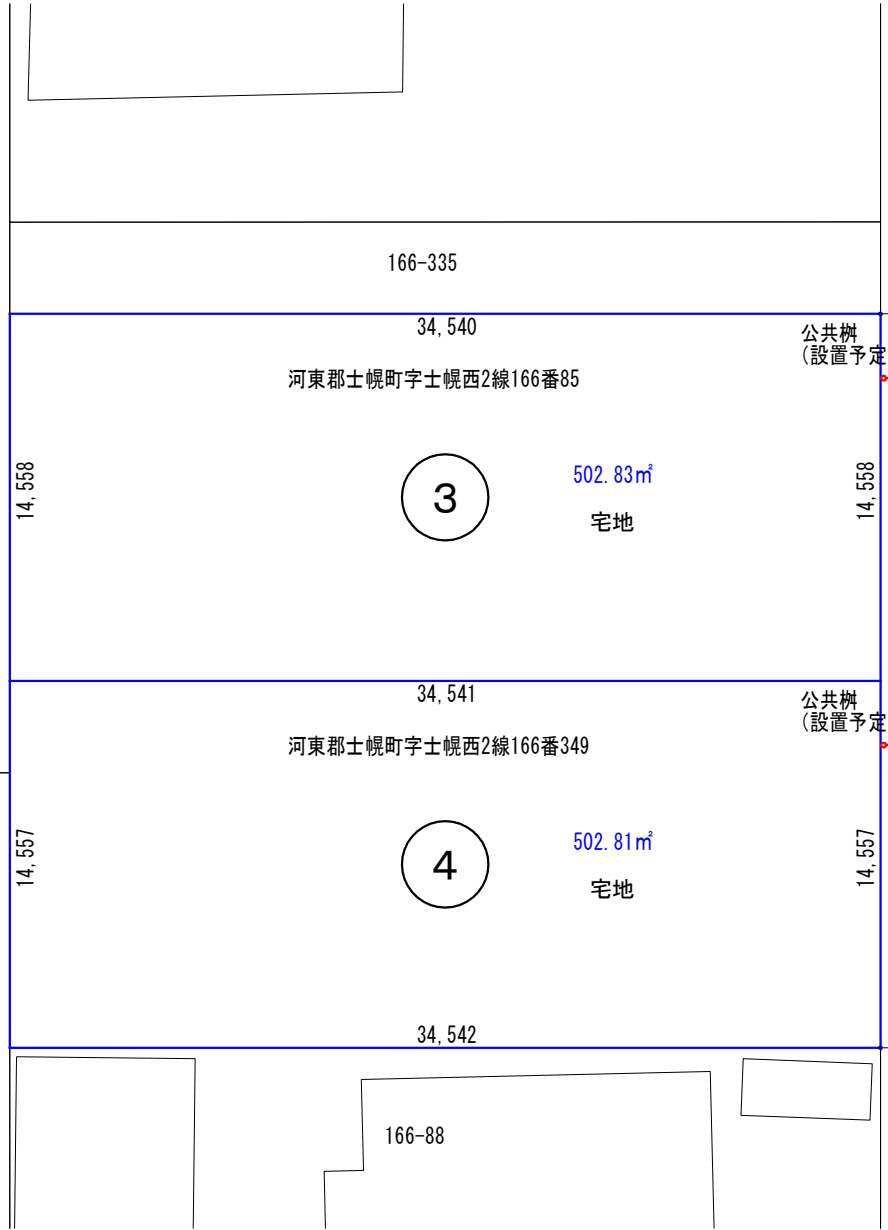 166-335
34,540
公共桝
(設置予定
河東郡士幌町字士幌西2線166番85
14,558
3
502.83㎡
宅地
14,558
34,541
公共桝
(設置予定
河東郡士幌町字士幌西2線166番349
14,557
4
502.81㎡
宅地
14,557
34,542
166-88